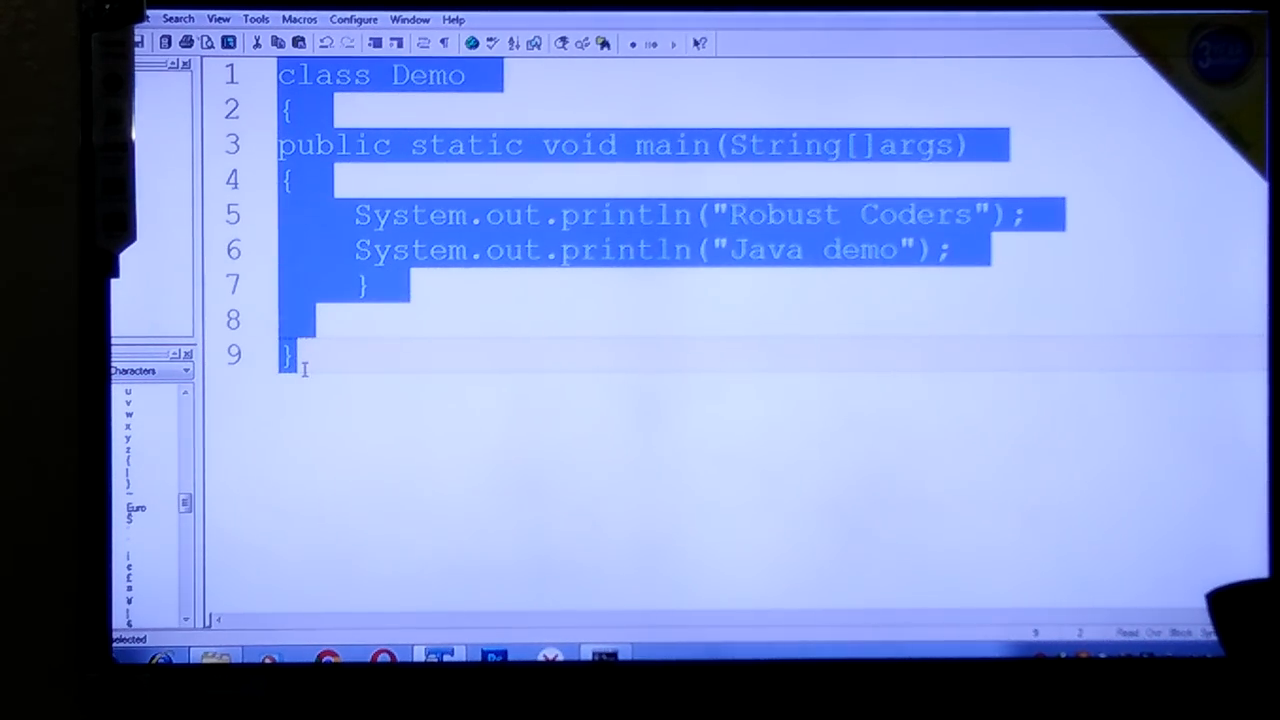 Search View Tools Macros Configure Window Help
1 class Demo
2 {
3 public static void main(String[]args)
4 {
5 System.out.println("Robust Coders");
6 System.out.println("Java demo");
7 }
8
9 }
Characters
u
v
w
x
y
z
{
|
}
~
Euro
selected
9 2 Read Ovr Block